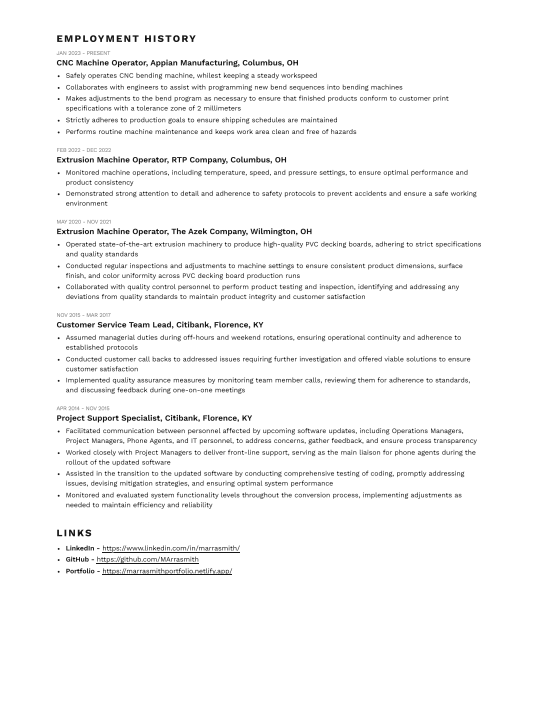 EMPLOYMENT HISTORY
JAN 2023 – PRESENT
CNC Machine Operator, Appian Manufacturing, Columbus, OH
• Safely operates CNC bending machine, whilest keeping a steady workspeed
• Collaborates with engineers to assist with programming new bend sequences into bending machines
• Makes adjustments to the bend program as necessary to ensure that finished products conform to customer print
specifications with a tolerance zone of 2 millimeters
• Strictly adheres to production goals to ensure shipping schedules are maintained
• Performs routine machine maintenance and keeps work area clean and free of hazards
FEB 2022 – DEC 2022
Extrusion Machine Operator, RTP Company, Columbus, OH
• Monitored machine operations, including temperature, speed, and pressure settings, to ensure optimal performance and
product consistency
• Demonstrated strong attention to detail and adherence to safety protocols to prevent accidents and ensure a safe working
environment
MAY 2020 – NOV 2021
Extrusion Machine Operator, The Azek Company, Wilmington, OH
• Operated state-of-the-art extrusion machinery to produce high-quality PVC decking boards, adhering to strict specifications
and quality standards
• Conducted regular inspections and adjustments to machine settings to ensure consistent product dimensions, surface
finish, and color uniformity across PVC decking board production runs
• Collaborated with quality control personnel to perform product testing and inspection, identifying and addressing any
deviations from quality standards to maintain product integrity and customer satisfaction
NOV 2015 – MAR 2017
Customer Service Team Lead, Citibank, Florence, KY
• Assumed managerial duties during off-hours and weekend rotations, ensuring operational continuity and adherence to
established protocols
• Conducted customer call backs to addressed issues requiring further investigation and offered viable solutions to ensure
customer satisfaction
• Implemented quality assurance measures by monitoring team member calls, reviewing them for adherence to standards,
and discussing feedback during one-on-one meetings
APR 2014 – NOV 2015
Project Support Specialist, Citibank, Florence, KY
• Facilitated communication between personnel affected by upcoming software updates, including Operations Managers,
Project Managers, Phone Agents, and IT personnel, to address concerns, gather feedback, and ensure process transparency
• Worked closely with Project Managers to deliver front-line support, serving as the main liaison for phone agents during the
rollout of the updated software
• Assisted in the transition to the updated software by conducting comprehensive testing of coding, promptly addressing
issues, devising mitigation strategies, and ensuring optimal system performance
• Monitored and evaluated system functionality levels throughout the conversion process, implementing adjustments as
needed to maintain efficiency and reliability
LINKS
• LinkedIn - https://www.linkedin.com/in/marrasmith/
• GitHub - https://github.com/MArrasmith
• Portfolio - https://marrasmithportfolio.netlify.app/